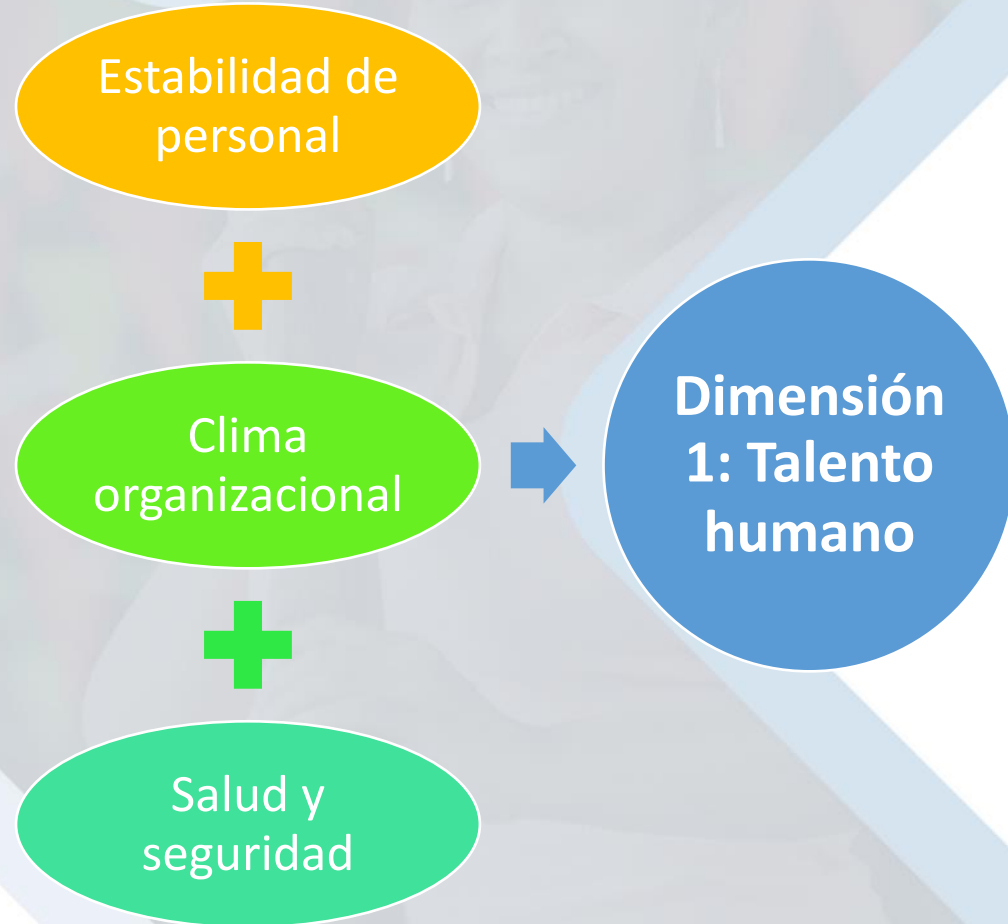 Estabilidad de
personal
Clima
organizacional
Dimensión
1: Talento
humano
Salud y
seguridad